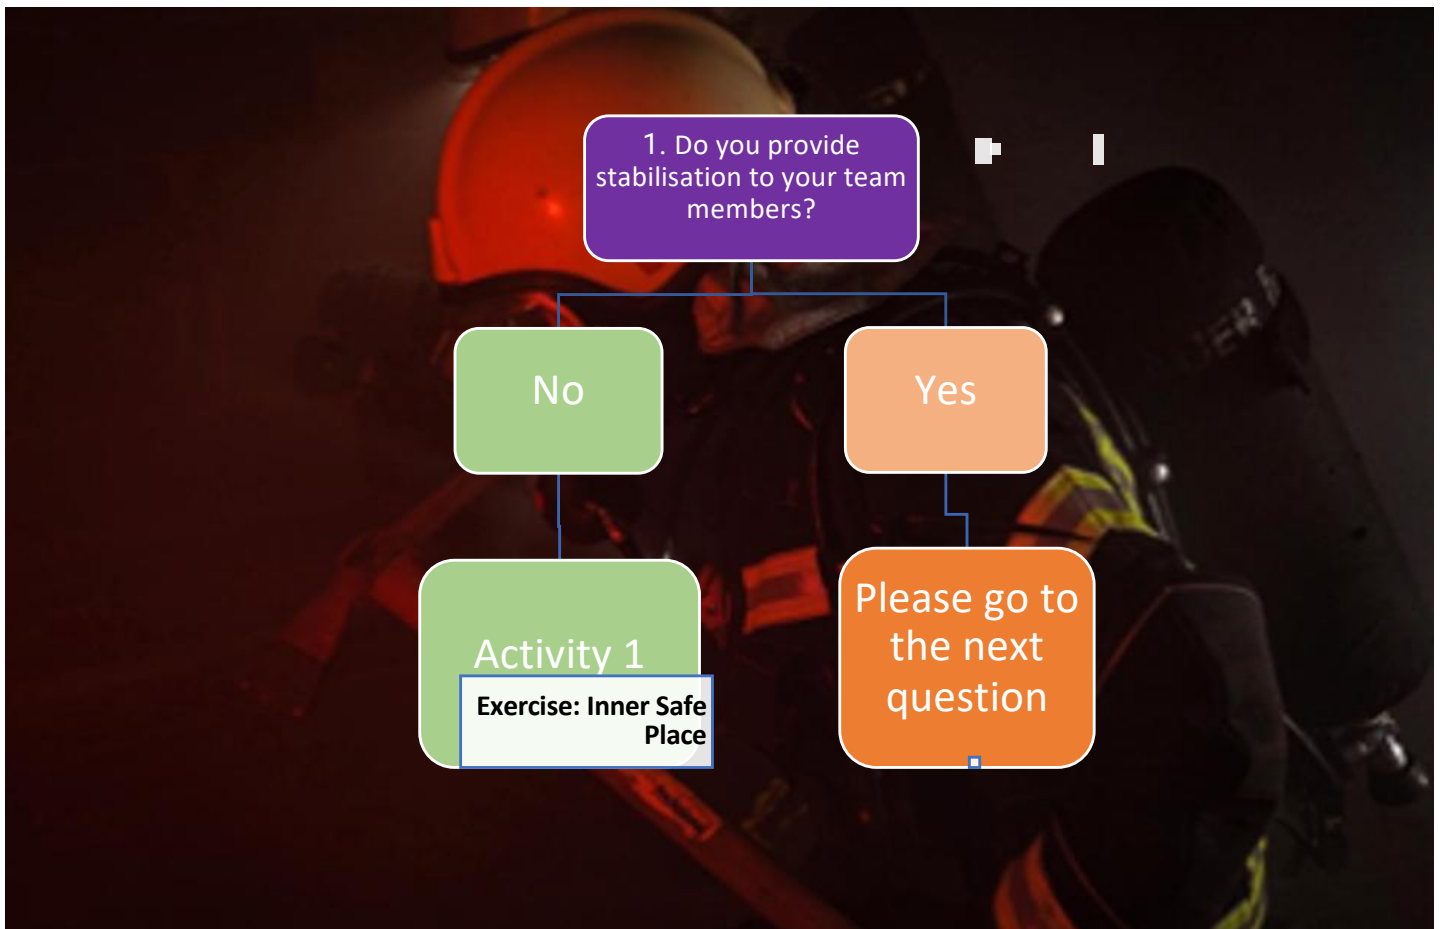 1. Do you provide
stabilisation to your team
members?
No
Yes
Activity 1
Exercise: Inner Safe
Place
Please go to
the next
question